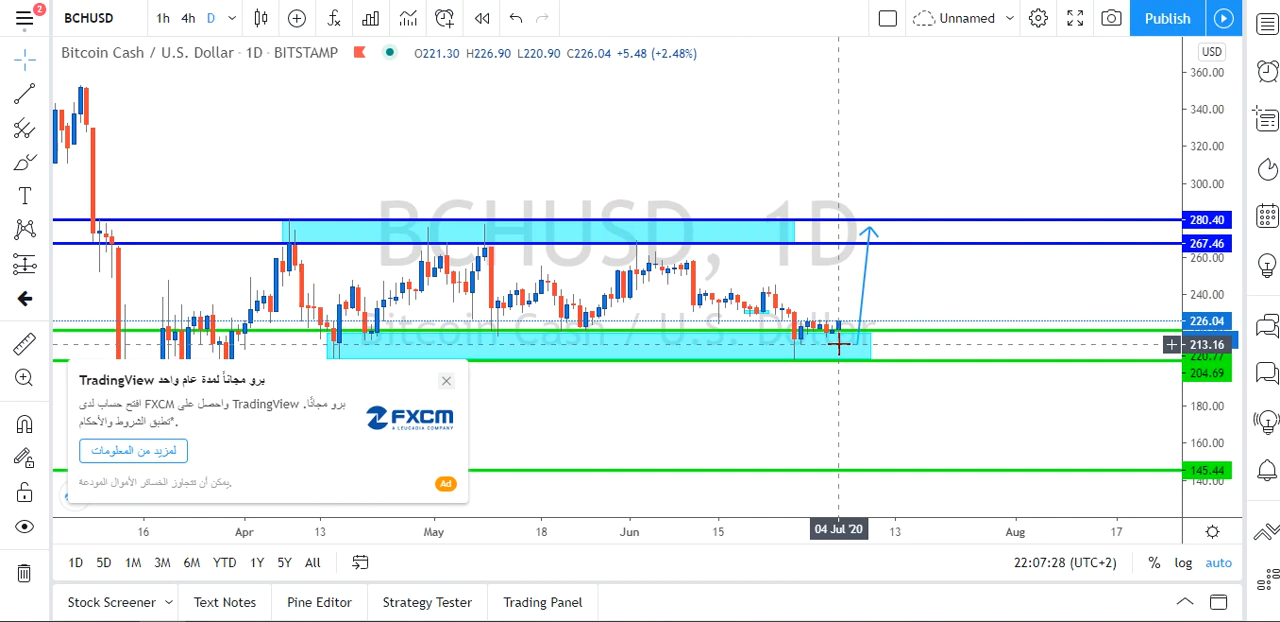 2
BCHUSD
1h 4h D
Unnamed
Publish
Bitcoin Cash / U.S. Dollar · 1D · BITSTAMP
O221.30 H226.90 L220.90 C226.04 +5.48 (+2.48%)
USD
360.00
340.00
320.00
300.00
280.40
267.46
260.00
240.00
226.04
213.16
220.77
204.69
180.00
160.00
145.44
140.00
BCHUSD, 1D
Bitcoin Cash / U.S. Dollar
TradingView برو مجاناً لمدة عام واحد
افتح حساب لدى FXCM واحصل على TradingView برو مجانًا.
*تطبق الشروط والأحكام.
لمزيد من المعلومات
يمكن أن تتجاوز الخسائر الأموال المودعة.
FXCM
A LEUCADIA COMPANY
Ad
16 Apr 13 May 18 Jun 15 04 Jul '20 13 Aug 17
1D 5D 1M 3M 6M YTD 1Y 5Y All
22:07:28 (UTC+2) % log auto
Stock Screener Text Notes Pine Editor Strategy Tester Trading Panel